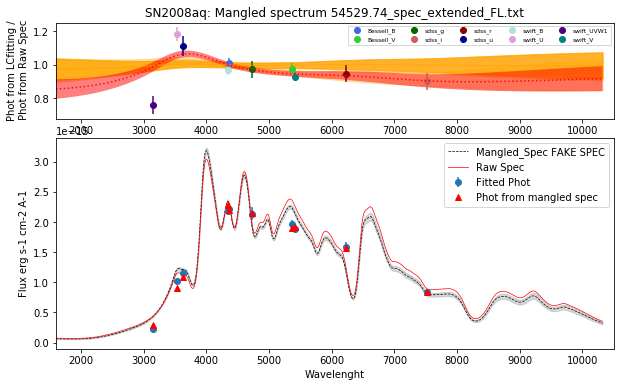 SN2008aq: Mangled spectrum 54529.74_spec_extended_FL.txt
Phot from LCfitting /
Phot from Raw Spec
1.2
1.0
0.8
Bessell_B
Bessell_V
sdss_g
sdss_i
sdss_r
sdss_u
swift_B
swift_U
swift_UVW1
swift_V
2000 3000 4000 5000 6000 7000 8000 9000 10000
Flux erg s-1 cm-2 A-1
3.0
2.5
2.0
1.5
1.0
0.5
0.0
Mangled_Spec FAKE SPEC
Raw Spec
Fitted Phot
Phot from mangled spec
2000 3000 4000 5000 6000 7000 8000 9000 10000
Wavelenght